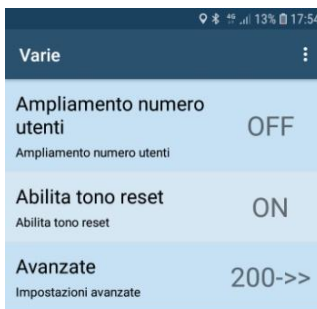 4G 13% 17:54
Varie
Ampliamento numero
utenti
OFF
Ampliamento numero utenti
Abilita tono reset
ON
Abilita tono reset
Avanzate
200->>
Impostazioni avanzate